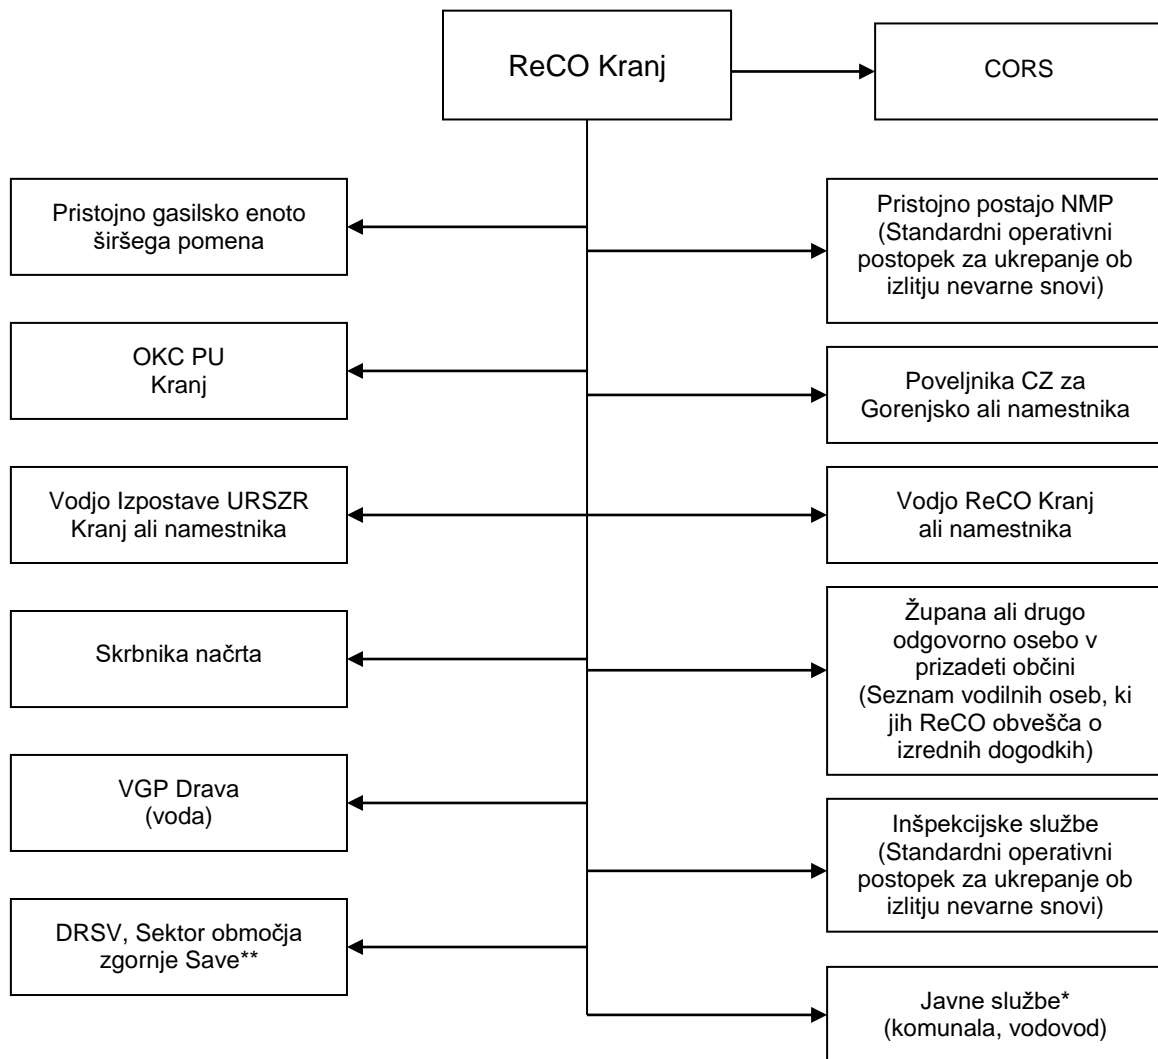 ReCO Kranj
CORS
Pristojno gasilsko enoto
širšega pomena
Pristojno postajo NMP
(Standardni operativni
postopek za ukrepanje ob
izlitju nevarne snovi)
OKC PU
Kranj
Poveljnika CZ za
Gorenjsko ali namestnika
Vodjo Izpostave URSZR
Kranj ali namestnika
Vodjo ReCO Kranj
ali namestnika
Skrbnika načrta
Župana ali drugo
odgovorno osebo v
prizadeti občini
(Seznam vodilnih oseb, ki
jih ReCO obvešča o
izrednih dogodkih)
VGP Drava
(voda)
Inšpekcijske službe
(Standardni operativni
postopek za ukrepanje ob
izlitju nevarne snovi)
DRSV, Sektor območja
zgornje Save**
Javne službe*
(komunala, vodovod)